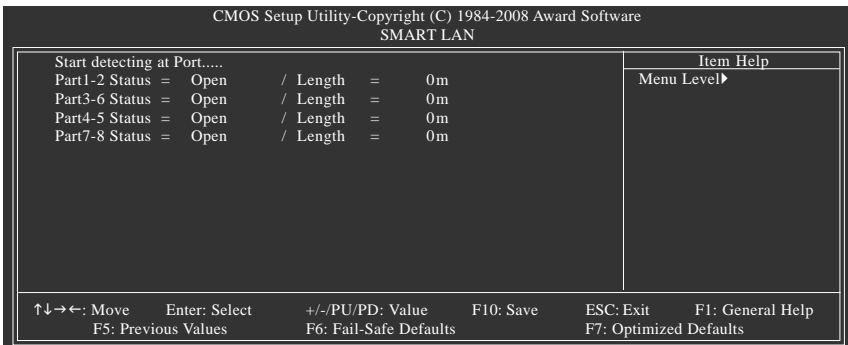 CMOS Setup Utility-Copyright (C) 1984-2008 Award Software
SMART LAN
Start detecting at Port.....
Part1-2 Status = Open / Length = 0m
Part3-6 Status = Open / Length = 0m
Part4-5 Status = Open / Length = 0m
Part7-8 Status = Open / Length = 0m
Item Help
Menu Level▶
↑↓→←: Move Enter: Select +/-/PU/PD: Value F10: Save ESC: Exit F1: General Help
F5: Previous Values F6: Fail-Safe Defaults F7: Optimized Defaults